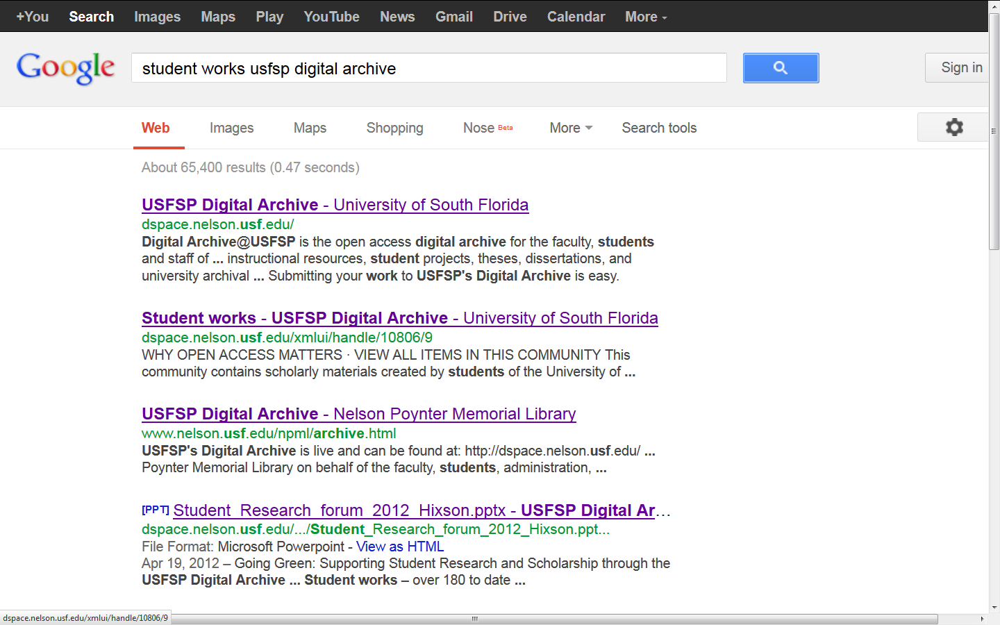 +You Search Images Maps Play YouTube News Gmail Drive Calendar More
Google student works usfsp digital archive Sign in
Web Images Maps Shopping Nose Beta More Search tools
About 65,400 results (0.47 seconds)
USFSP Digital Archive - University of South Florida
dspace.nelson.usf.edu/
Digital Archive@USFSP is the open access digital archive for the faculty, students
and staff of ... instructional resources, student projects, theses, dissertations, and
university archival ... Submitting your work to USFSP's Digital Archive is easy.
Student works - USFSP Digital Archive - University of South Florida
dspace.nelson.usf.edu/xmlui/handle/10806/9
WHY OPEN ACCESS MATTERS · VIEW ALL ITEMS IN THIS COMMUNITY This
community contains scholarly materials created by students of the University of ...
USFSP Digital Archive - Nelson Poynter Memorial Library
www.nelson.usf.edu/npml/archive.html
USFSP's Digital Archive is live and can be found at: http://dspace.nelson.usf.edu/ ...
Poynter Memorial Library on behalf of the faculty, students, administration, ...
[PPT] Student_Research_forum_2012_Hixson.pptx - USFSP Digital Ar...
dspace.nelson.usf.edu/.../Student_Research_forum_2012_Hixson.ppt...
File Format: Microsoft Powerpoint - View as HTML
Apr 19, 2012 – Going Green: Supporting Student Research and Scholarship through the
USFSP Digital Archive ... Student works – over 180 to date ...
dspace.nelson.usf.edu/xmlui/handle/10806/9